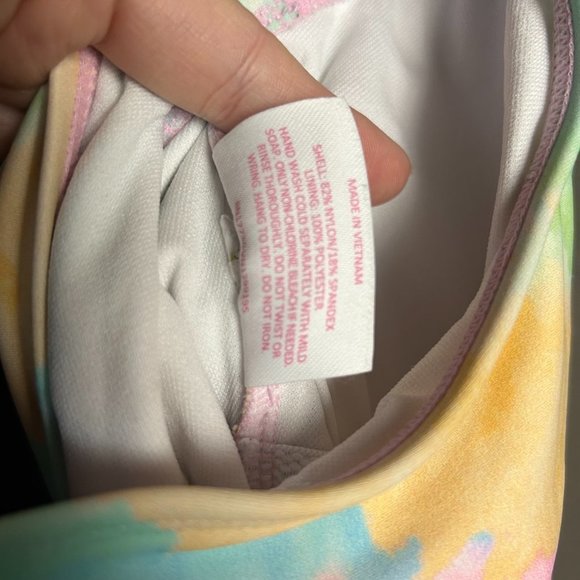 MADE IN VIETNAM
SHELL: 82% NYLON/18% SPANDEX
LINING: 100% POLYESTER
HAND WASH COLD SEPARATELY WITH MILD
SOAP, ONLY NON-CHLORINE BLEACH IF NEEDED.
RINSE THOROUGHLY. DO NOT TWIST OR
WRING. HANG TO DRY. DO NOT IRON